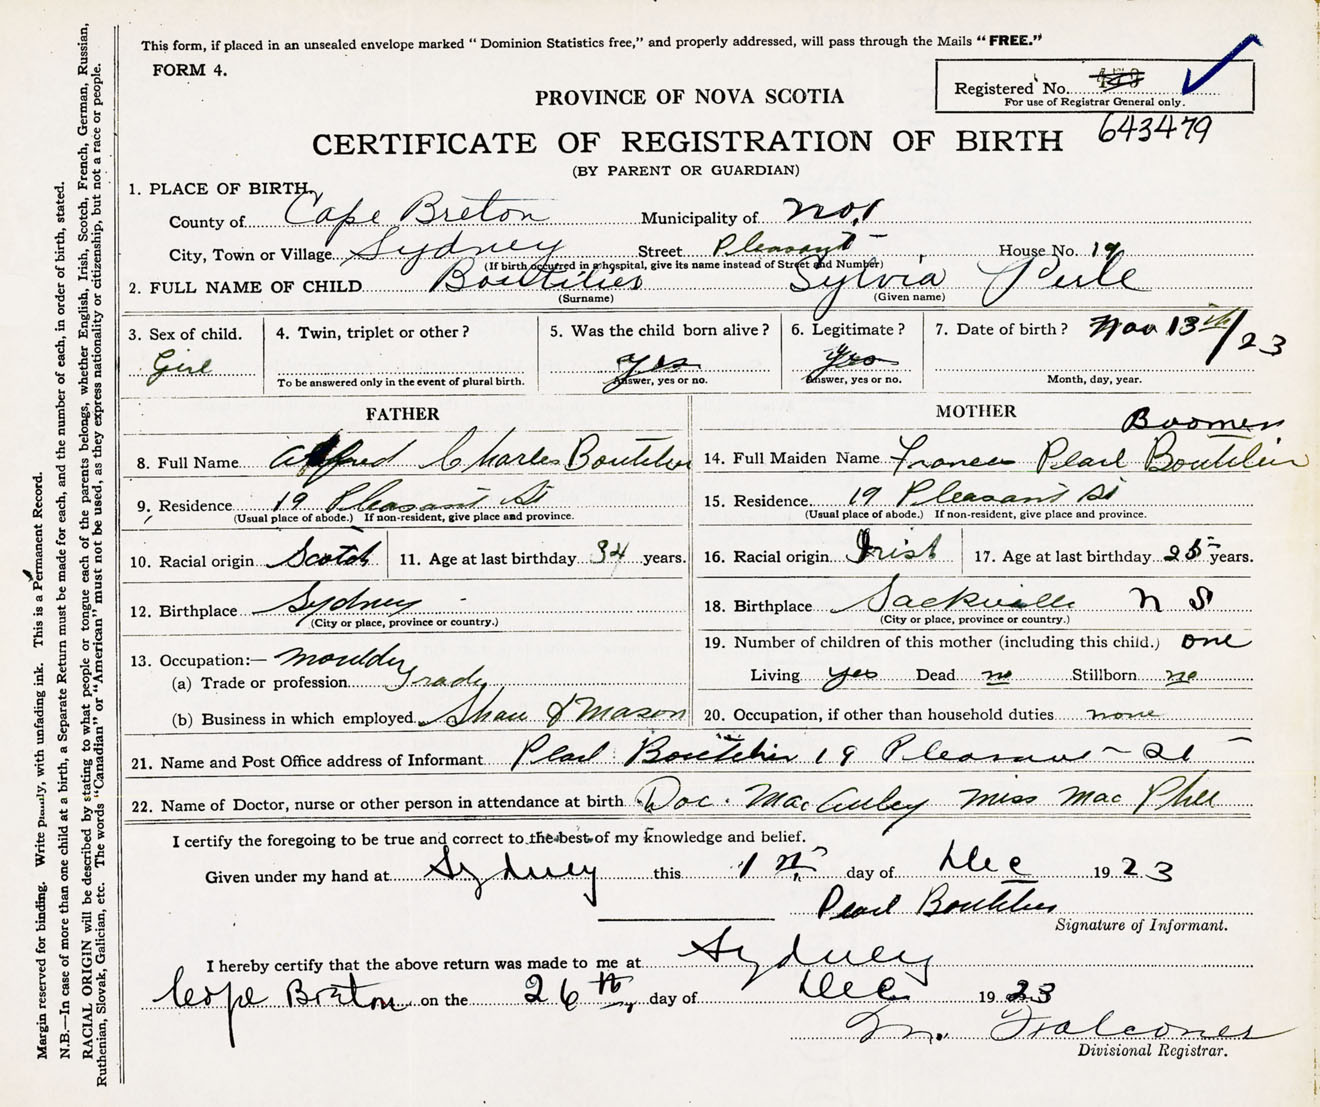 This form, if placed in an unsealed envelope marked " Dominion Statistics free," and properly addressed, will pass through the Mails " FREE."
FORM 4.
Registered No.
For use of Registrar General only.
643479
PROVINCE OF NOVA SCOTIA
CERTIFICATE OF REGISTRATION OF BIRTH
(BY PARENT OR GUARDIAN)
1. PLACE OF BIRTH.
County of Cape Breton Municipality of No. 1
City, Town or Village Sydney Street Pleasant House No. 19
(If birth occurred in a hospital, give its name instead of Street and Number)
2. FULL NAME OF CHILD Boutilier Sylvia Perle
(Surname) (Given name)
3. Sex of child. 4. Twin, triplet or other ? 5. Was the child born alive ? 6. Legitimate ? 7. Date of birth ? Nov 13th/23
Girl yes yes
To be answered only in the event of plural birth. Answer, yes or no. Answer, yes or no. Month, day, year.
FATHER MOTHER
Boomer
8. Full Name Alfred Charles Boutilier 14. Full Maiden Name Frances Pearl Boutilier
9. Residence 19 Pleasant St 15. Residence 19 Pleasant St
(Usual place of abode.) If non-resident, give place and province. (Usual place of abode.) If non-resident, give place and province.
10. Racial origin Scotch 11. Age at last birthday 34 years. 16. Racial origin Irish 17. Age at last birthday 25 years.
12. Birthplace Sydney 18. Birthplace Sackville N S
(City or place, province or country.) (City or place, province or country.)
13. Occupation:— moulder 19. Number of children of this mother (including this child.) one
(a) Trade or profession Trade Living yes Dead no Stillborn no
(b) Business in which employed Shaw & Mason 20. Occupation, if other than household duties none
21. Name and Post Office address of Informant Pearl Boutilier 19 Pleasant St
22. Name of Doctor, nurse or other person in attendance at birth Doc. MacAuley Miss Mac Phee
I certify the foregoing to be true and correct to the best of my knowledge and belief.
Given under my hand at Sydney this 1st day of Dec 1923
Pearl Boutilier
Signature of Informant.
I hereby certify that the above return was made to me at Sydney
Cape Breton on the 26th day of Dec 1923
Divisional Registrar.
Margin reserved for binding. Write plainly, with unfading ink. This is a Permanent Record.
N.B.—In case of more than one child at a birth, a Separate Return must be made for each, and the number of each, in order of birth, stated.
RACIAL ORIGIN will be described by stating to what people or tongue each of the parents belongs, whether English, Irish, Scotch, French, German, Russian,
Ruthenian, Slovak, Galician, etc. The words "Canadian" or "American" must not be used, as they express nationality or citizenship, but not a race or people.